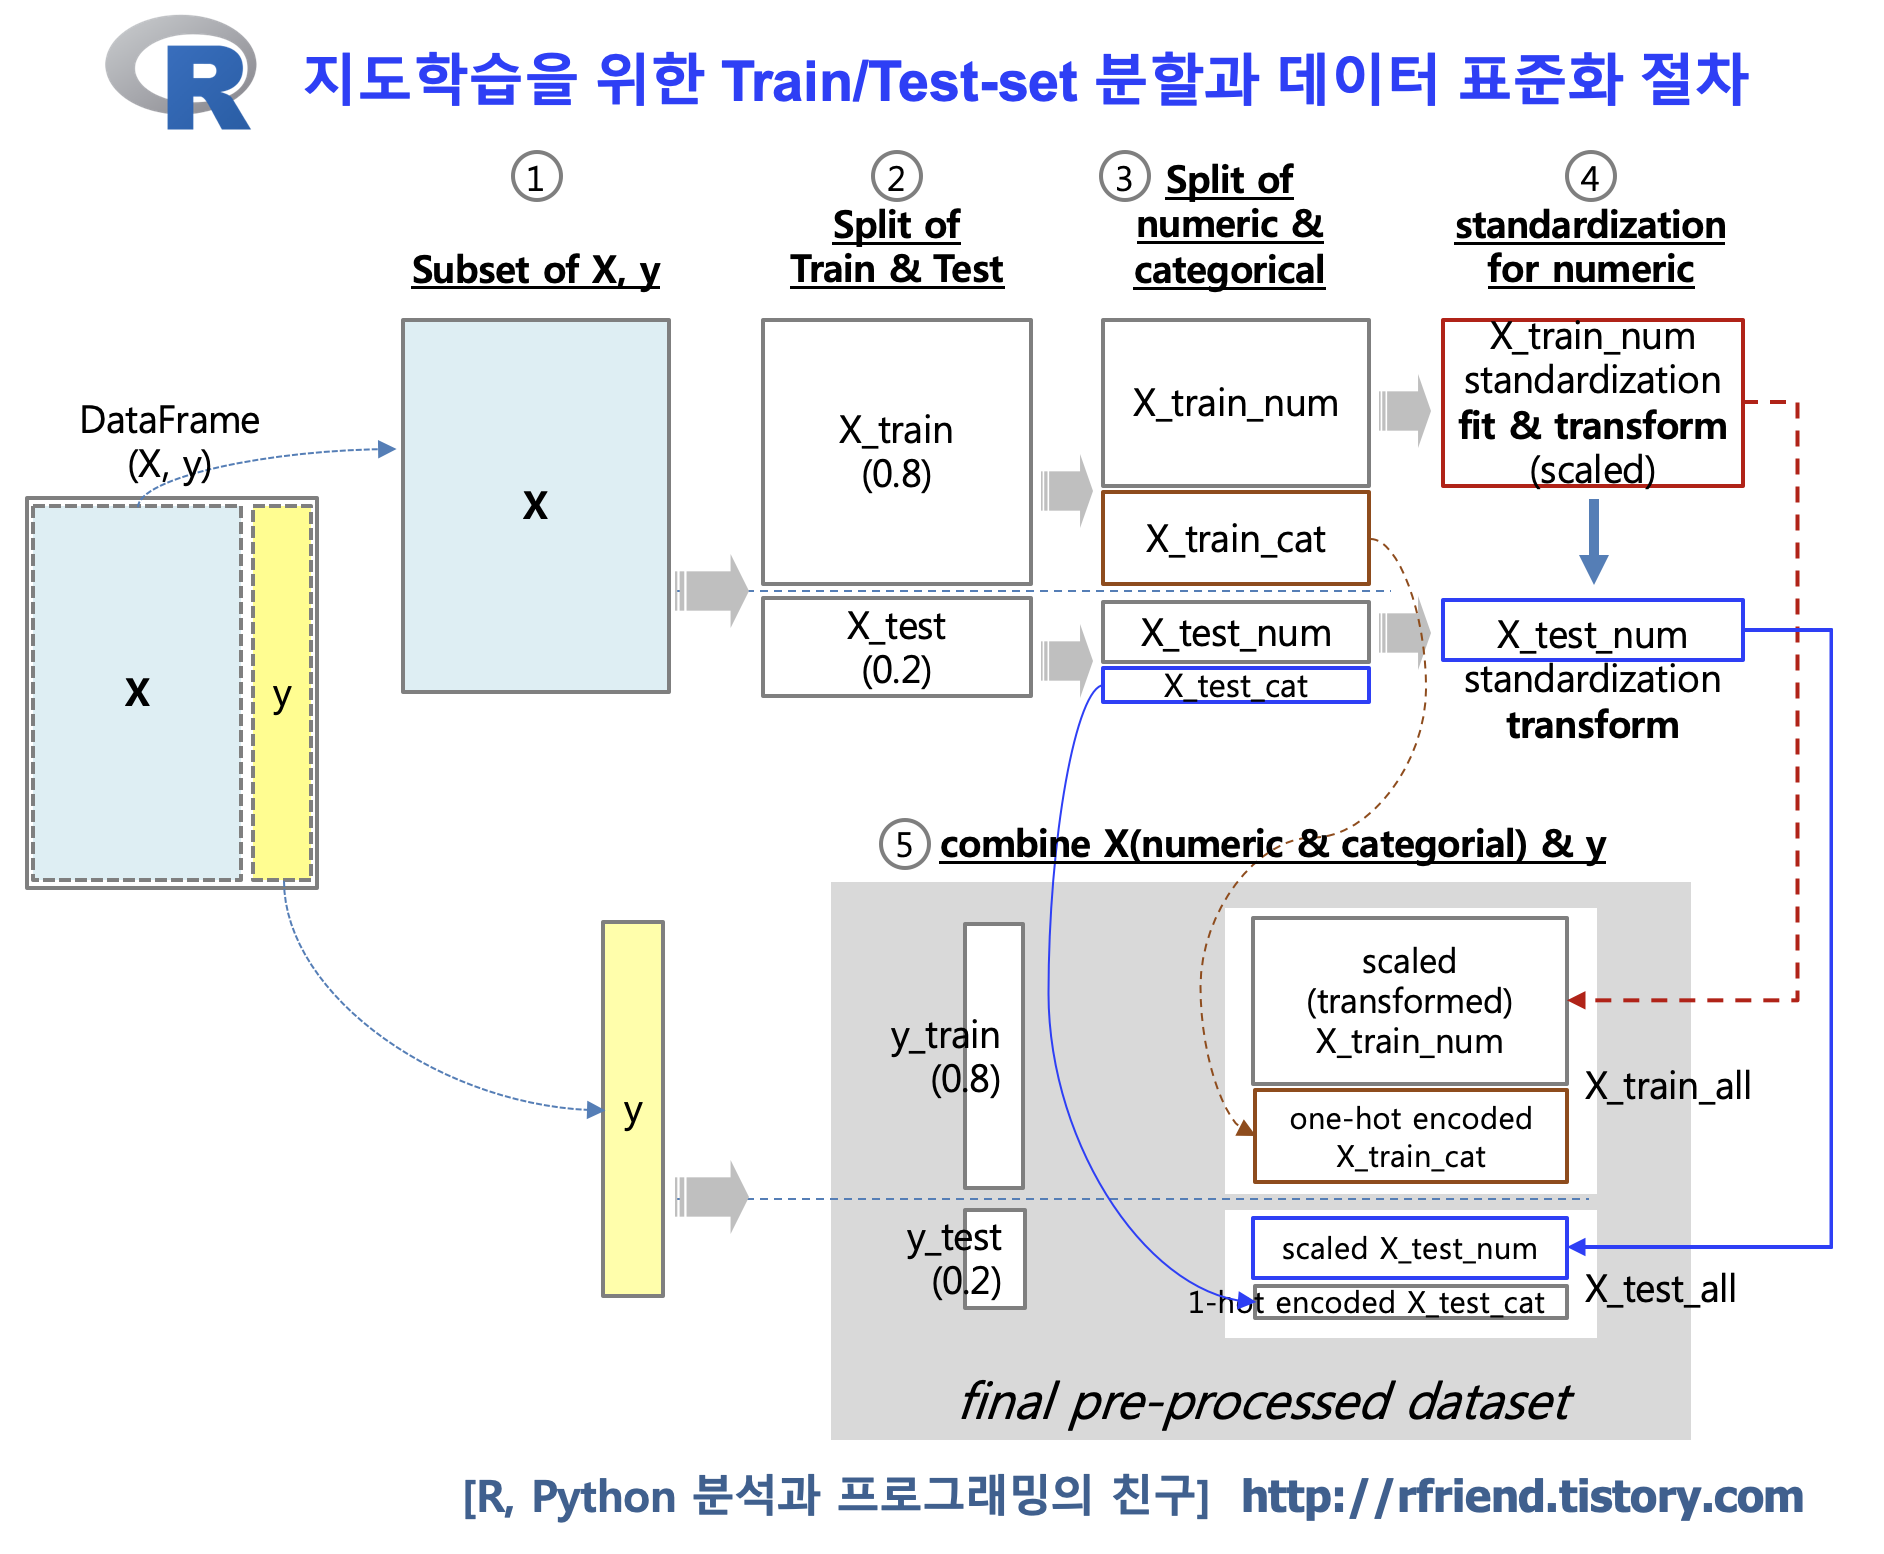 R
지도학습을 위한 Train/Test-set 분할과 데이터 표준화 절차
1
Subset of X, y
2
Split of
Train & Test
3
Split of
numeric &
categorical
4
standardization
for numeric
DataFrame
(X, y)
X
y
X
X_train
(0.8)
X_test
(0.2)
X_train_num
X_train_cat
X_test_num
X_test_cat
X_train_num
standardization
fit & transform
(scaled)
X_test_num
standardization
transform
5
combine X(numeric & categorial) & y
y
y_train
(0.8)
y_test
(0.2)
scaled
(transformed)
X_train_num
one-hot encoded
X_train_cat
X_train_all
scaled X_test_num
1-hot encoded X_test_cat
X_test_all
final pre-processed dataset
[R, Python 분석과 프로그래밍의 친구] http://rfriend.tistory.com